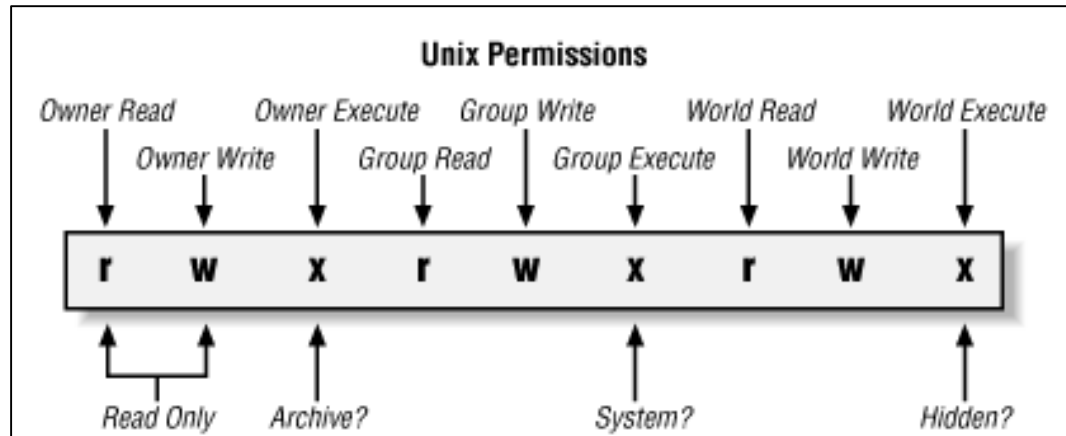 Unix Permissions
Owner Read Owner Execute Group Write World Read World Execute
Owner Write Group Read Group Execute World Write
r w x r w x r w x
Read Only Archive? System? Hidden?